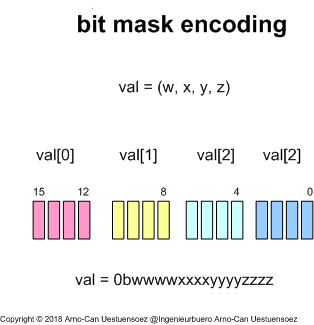 bit mask encoding
val = (w, x, y, z)
val[0] val[1] val[2] val[2]
15 12 8 4 0
val = 0bwwwwxxxxyyyyzzzz
Copyright © 2018 Arno-Can Uestuensoez @Ingenieurbuero Arno-Can Uestuensoez